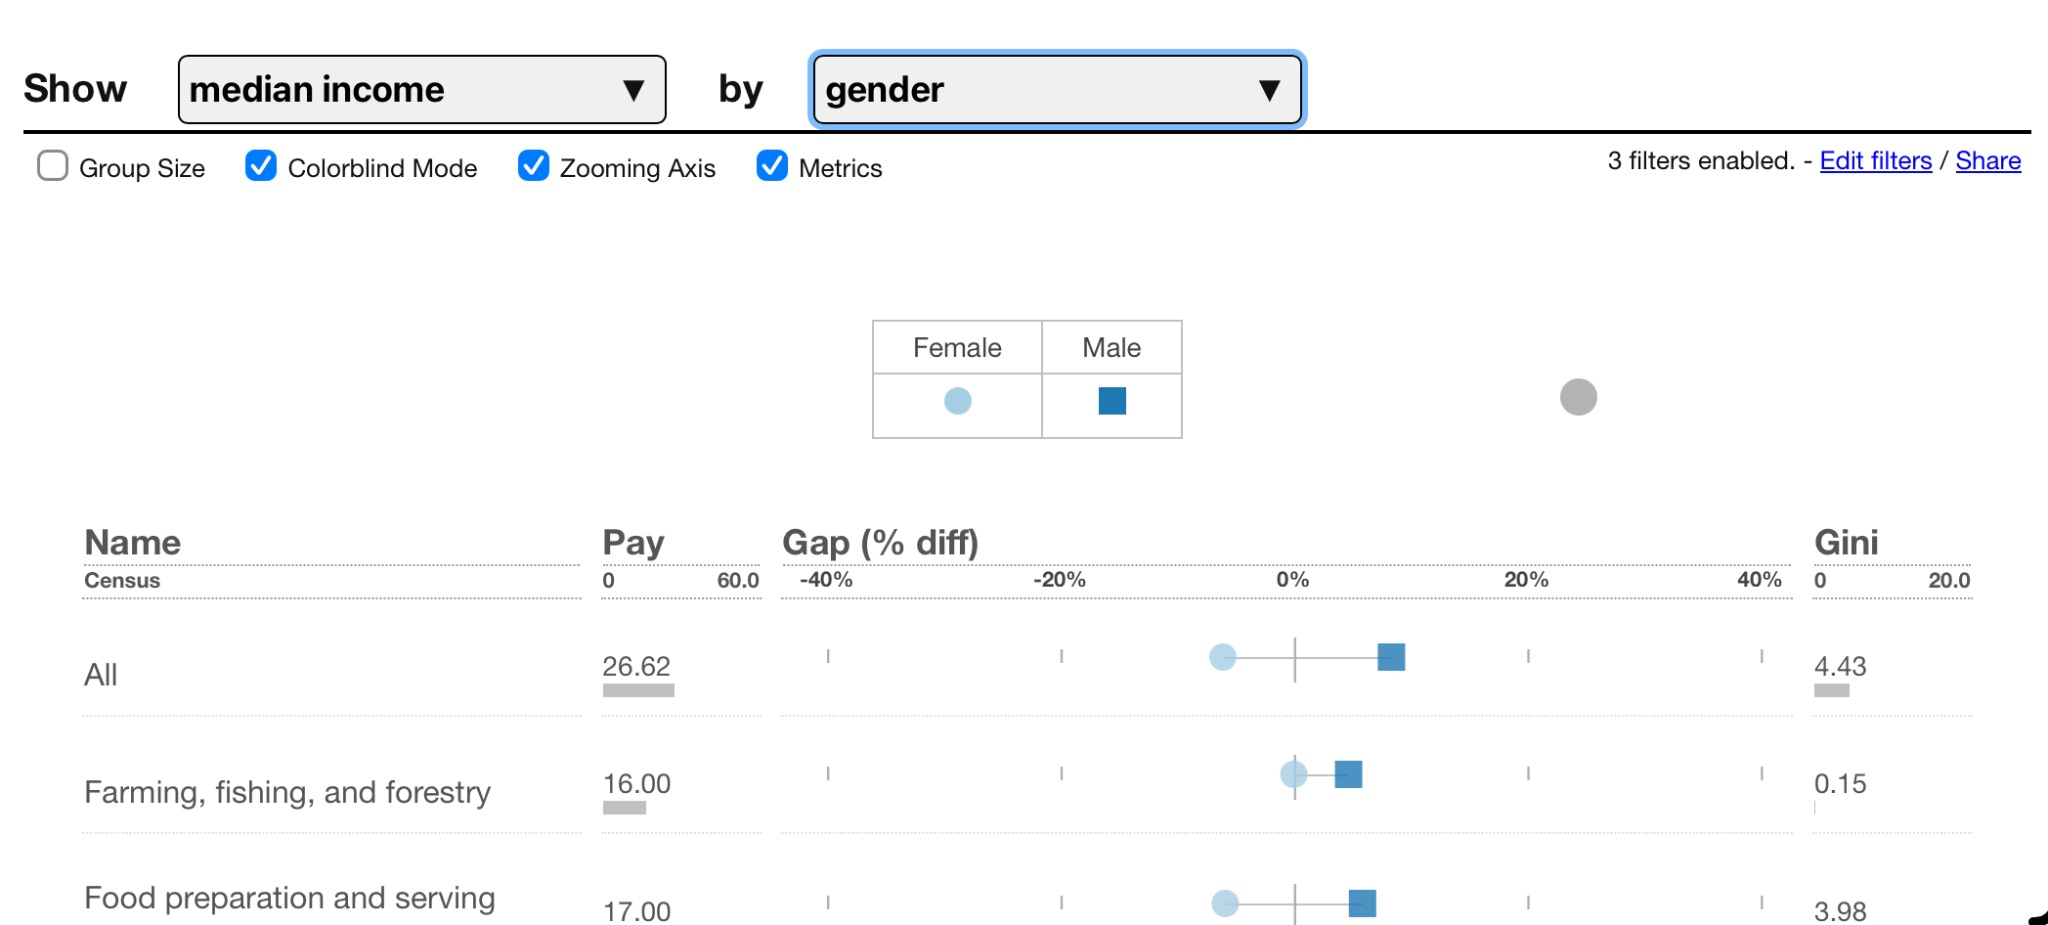 Show median income ▼ by gender ▼
Group Size Colorblind Mode Zooming Axis Metrics 3 filters enabled. - Edit filters / Share
Female Male
Name Pay Gap (% diff) Gini
Census 0 60.0 -40% -20% 0% 20% 40% 0 20.0
All 26.62 4.43
Farming, fishing, and forestry 16.00 0.15
Food preparation and serving 17.00 3.98